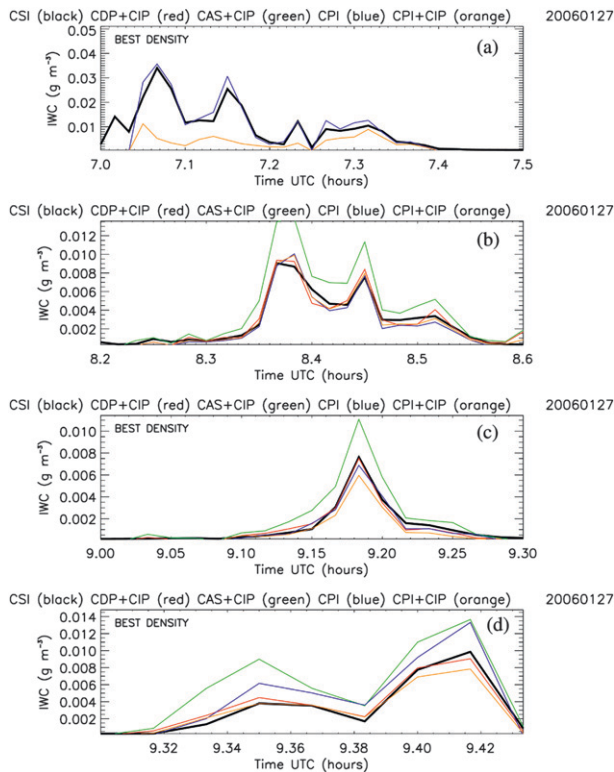 CSI (black) CDP+CIP (red) CAS+CIP (green) CPI (blue) CPI+CIP (orange) 20060127
BEST DENSITY
(a)
0.05
0.04
0.03
0.02
0.01
IWC (g m⁻³)
7.0 7.1 7.2 7.3 7.4 7.5
Time UTC (hours)
CSI (black) CDP+CIP (red) CAS+CIP (green) CPI (blue) CPI+CIP (orange) 20060127
BEST DENSITY
(b)
0.012
0.010
0.008
0.006
0.004
0.002
IWC (g m⁻³)
8.2 8.3 8.4 8.5 8.6
Time UTC (hours)
CSI (black) CDP+CIP (red) CAS+CIP (green) CPI (blue) CPI+CIP (orange) 20060127
BEST DENSITY
(c)
0.010
0.008
0.006
0.004
0.002
IWC (g m⁻³)
9.00 9.05 9.10 9.15 9.20 9.25 9.30
Time UTC (hours)
CSI (black) CDP+CIP (red) CAS+CIP (green) CPI (blue) CPI+CIP (orange) 20060127
BEST DENSITY
(d)
0.014
0.012
0.010
0.008
0.006
0.004
0.002
IWC (g m⁻³)
9.32 9.34 9.36 9.38 9.40 9.42
Time UTC (hours)